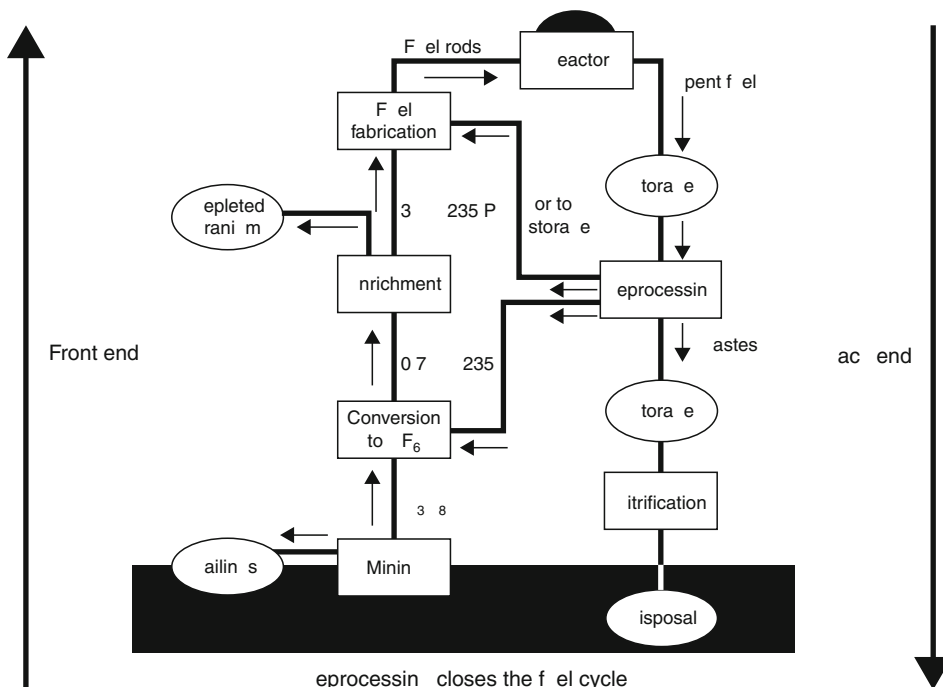 F el rods
eactor
pent f el
F el
fabrication
tora e
epleted
rani m
3
235 P
or to
stora e
nrichment
eprocessin
Front end
0 7
235
astes
ac end
Conversion
to F6
tora e
3 8
itrification
ailin s
Minin
isposal
eprocessin closes the f el cycle